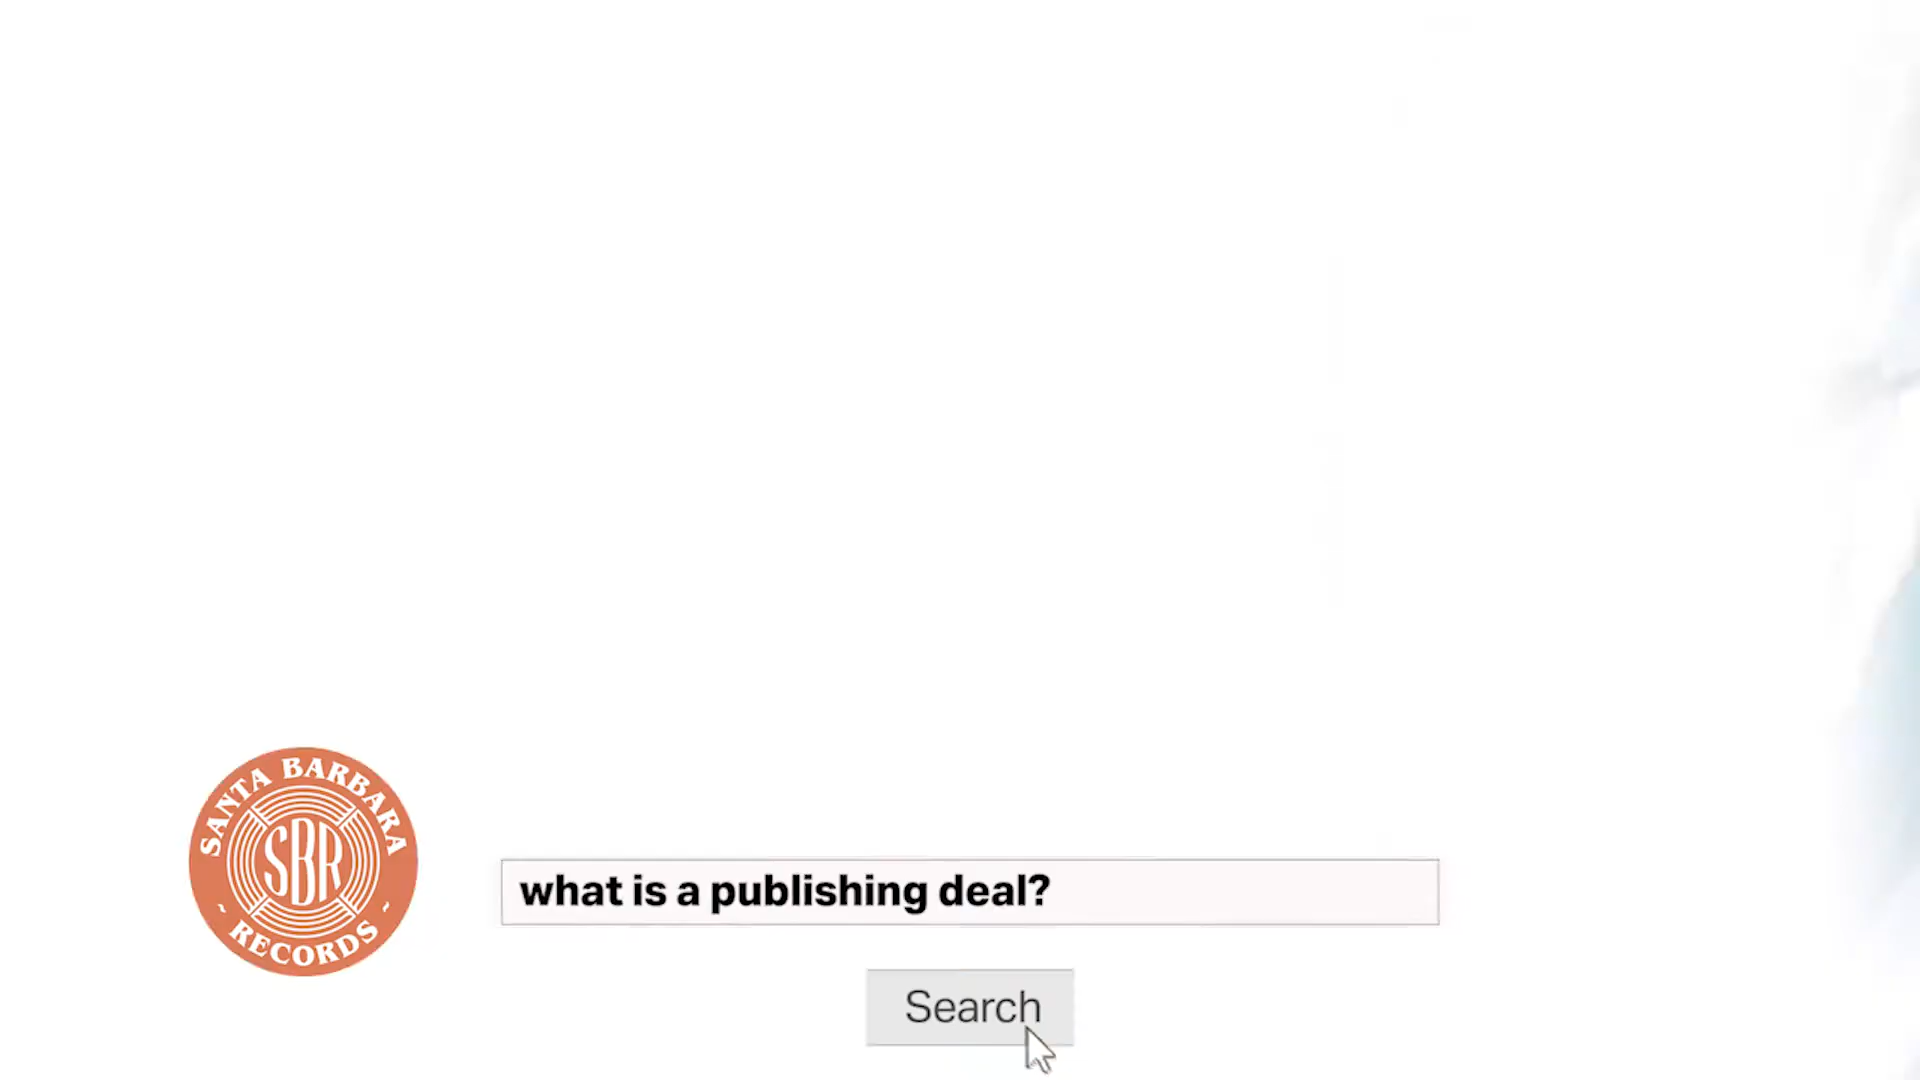 SANTA BARBARA
SBR
~ RECORDS ~
what is a publishing deal?
Search